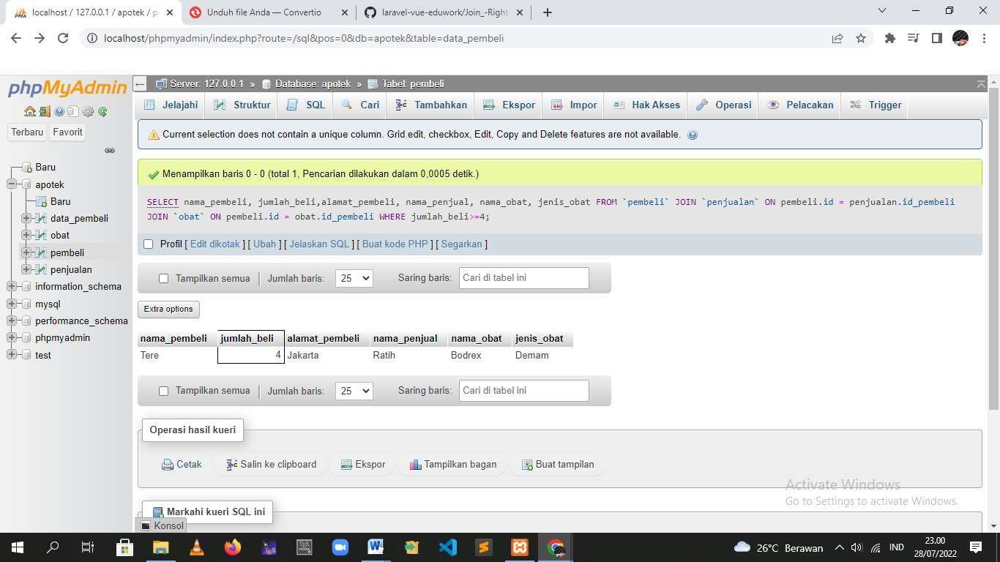 localhost / 127.0.0.1 / apotek / pe
Unduh file Anda — Convertio
laravel-vue-eduwork/Join_-Right-
localhost/phpmyadmin/index.php?route=/sql&pos=0&db=apotek&table=data_pembeli
phpMyAdmin
Terbaru Favorit
Baru
apotek
Baru
data_pembeli
obat
pembeli
penjualan
information_schema
mysql
performance_schema
phpmyadmin
test
Server: 127.0.0.1 » Database: apotek » Tabel: pembeli
Jelajahi Struktur SQL Cari Tambahkan Ekspor Impor Hak Akses Operasi Pelacakan Trigger
Current selection does not contain a unique column. Grid edit, checkbox, Edit, Copy and Delete features are not available.
Menampilkan baris 0 - 0 (total 1, Pencarian dilakukan dalam 0,0005 detik.)
SELECT nama_pembeli, jumlah_beli,alamat_pembeli, nama_penjual, nama_obat, jenis_obat FROM `pembeli` JOIN `penjualan` ON pembeli.id = penjualan.id_pembeli
JOIN `obat` ON pembeli.id = obat.id_pembeli WHERE jumlah_beli>=4;
Profil [ Edit dikotak ] [ Ubah ] [ Jelaskan SQL ] [ Buat kode PHP ] [ Segarkan ]
Tampilkan semua Jumlah baris: 25 Saring baris: Cari di tabel ini
Extra options
nama_pembeli jumlah_beli alamat_pembeli nama_penjual nama_obat jenis_obat
Tere 4 Jakarta Ratih Bodrex Demam
Tampilkan semua Jumlah baris: 25 Saring baris: Cari di tabel ini
Operasi hasil kueri
Cetak Salin ke clipboard Ekspor Tampilkan bagan Buat tampilan
Activate Windows
Go to Settings to activate Windows.
Markahi kueri SQL ini
Konsol
26°C Berawan IND 23.00
28/07/2022